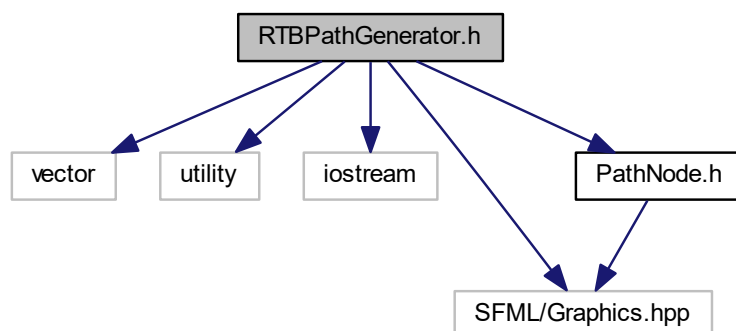 RTBPathGenerator.h
vector
utility
iostream
PathNode.h
SFML/Graphics.hpp